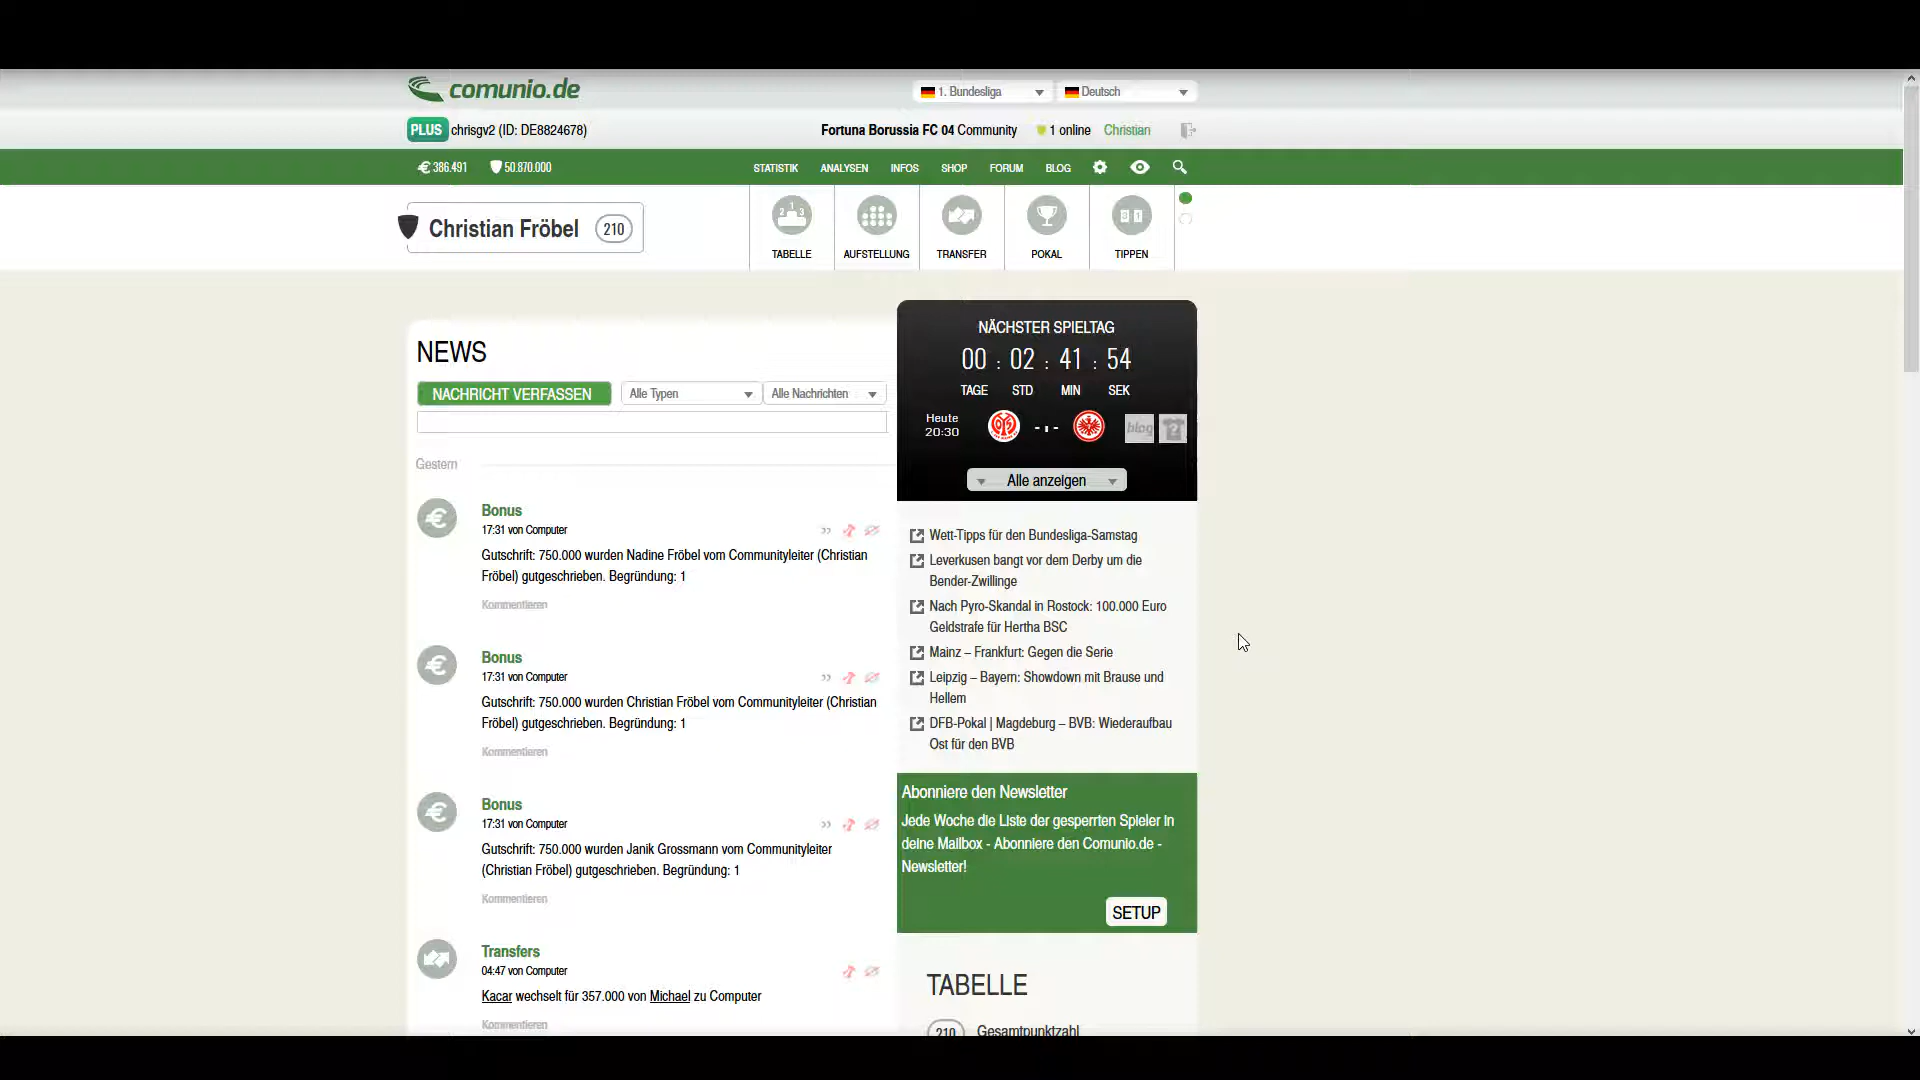 comunio.de
1. Bundesliga
Deutsch
PLUS chrisgv2 (ID: DE8824678)
Fortuna Borussia FC 04 Community
1 online
Christian
386.491
50.870.000
STATISTIK
ANALYSEN
INFOS
SHOP
FORUM
BLOG
Christian Fröbel 210
TABELLE
AUFSTELLUNG
TRANSFER
POKAL
TIPPEN
NEWS
NACHRICHT VERFASSEN
Alle Typen
Alle Nachrichten
Gestern
Bonus
17:31 von Computer
Gutschrift: 750.000 wurden Nadine Fröbel vom Communityleiter (Christian
Fröbel) gutgeschrieben. Begründung: 1
Kommentieren
Bonus
17:31 von Computer
Gutschrift: 750.000 wurden Christian Fröbel vom Communityleiter (Christian
Fröbel) gutgeschrieben. Begründung: 1
Kommentieren
Bonus
17:31 von Computer
Gutschrift: 750.000 wurden Janik Grossmann vom Communityleiter
(Christian Fröbel) gutgeschrieben. Begründung: 1
Kommentieren
Transfers
04:47 von Computer
Kacar wechselt für 357.000 von Michael zu Computer
Kommentieren
NÄCHSTER SPIELTAG
00 : 02 : 41 : 54
TAGE STD MIN SEK
Heute
20:30
- : -
blog
Alle anzeigen
Wett-Tipps für den Bundesliga-Samstag
Leverkusen bangt vor dem Derby um die
Bender-Zwillinge
Nach Pyro-Skandal in Rostock: 100.000 Euro
Geldstrafe für Hertha BSC
Mainz – Frankfurt: Gegen die Serie
Leipzig – Bayern: Showdown mit Brause und
Hellem
DFB-Pokal | Magdeburg – BVB: Wiederaufbau
Ost für den BVB
Abonniere den Newsletter
Jede Woche die Liste der gesperrten Spieler in
deine Mailbox - Abonniere den Comunio.de -
Newsletter!
SETUP
TABELLE
210 Gesamtpunktzahl